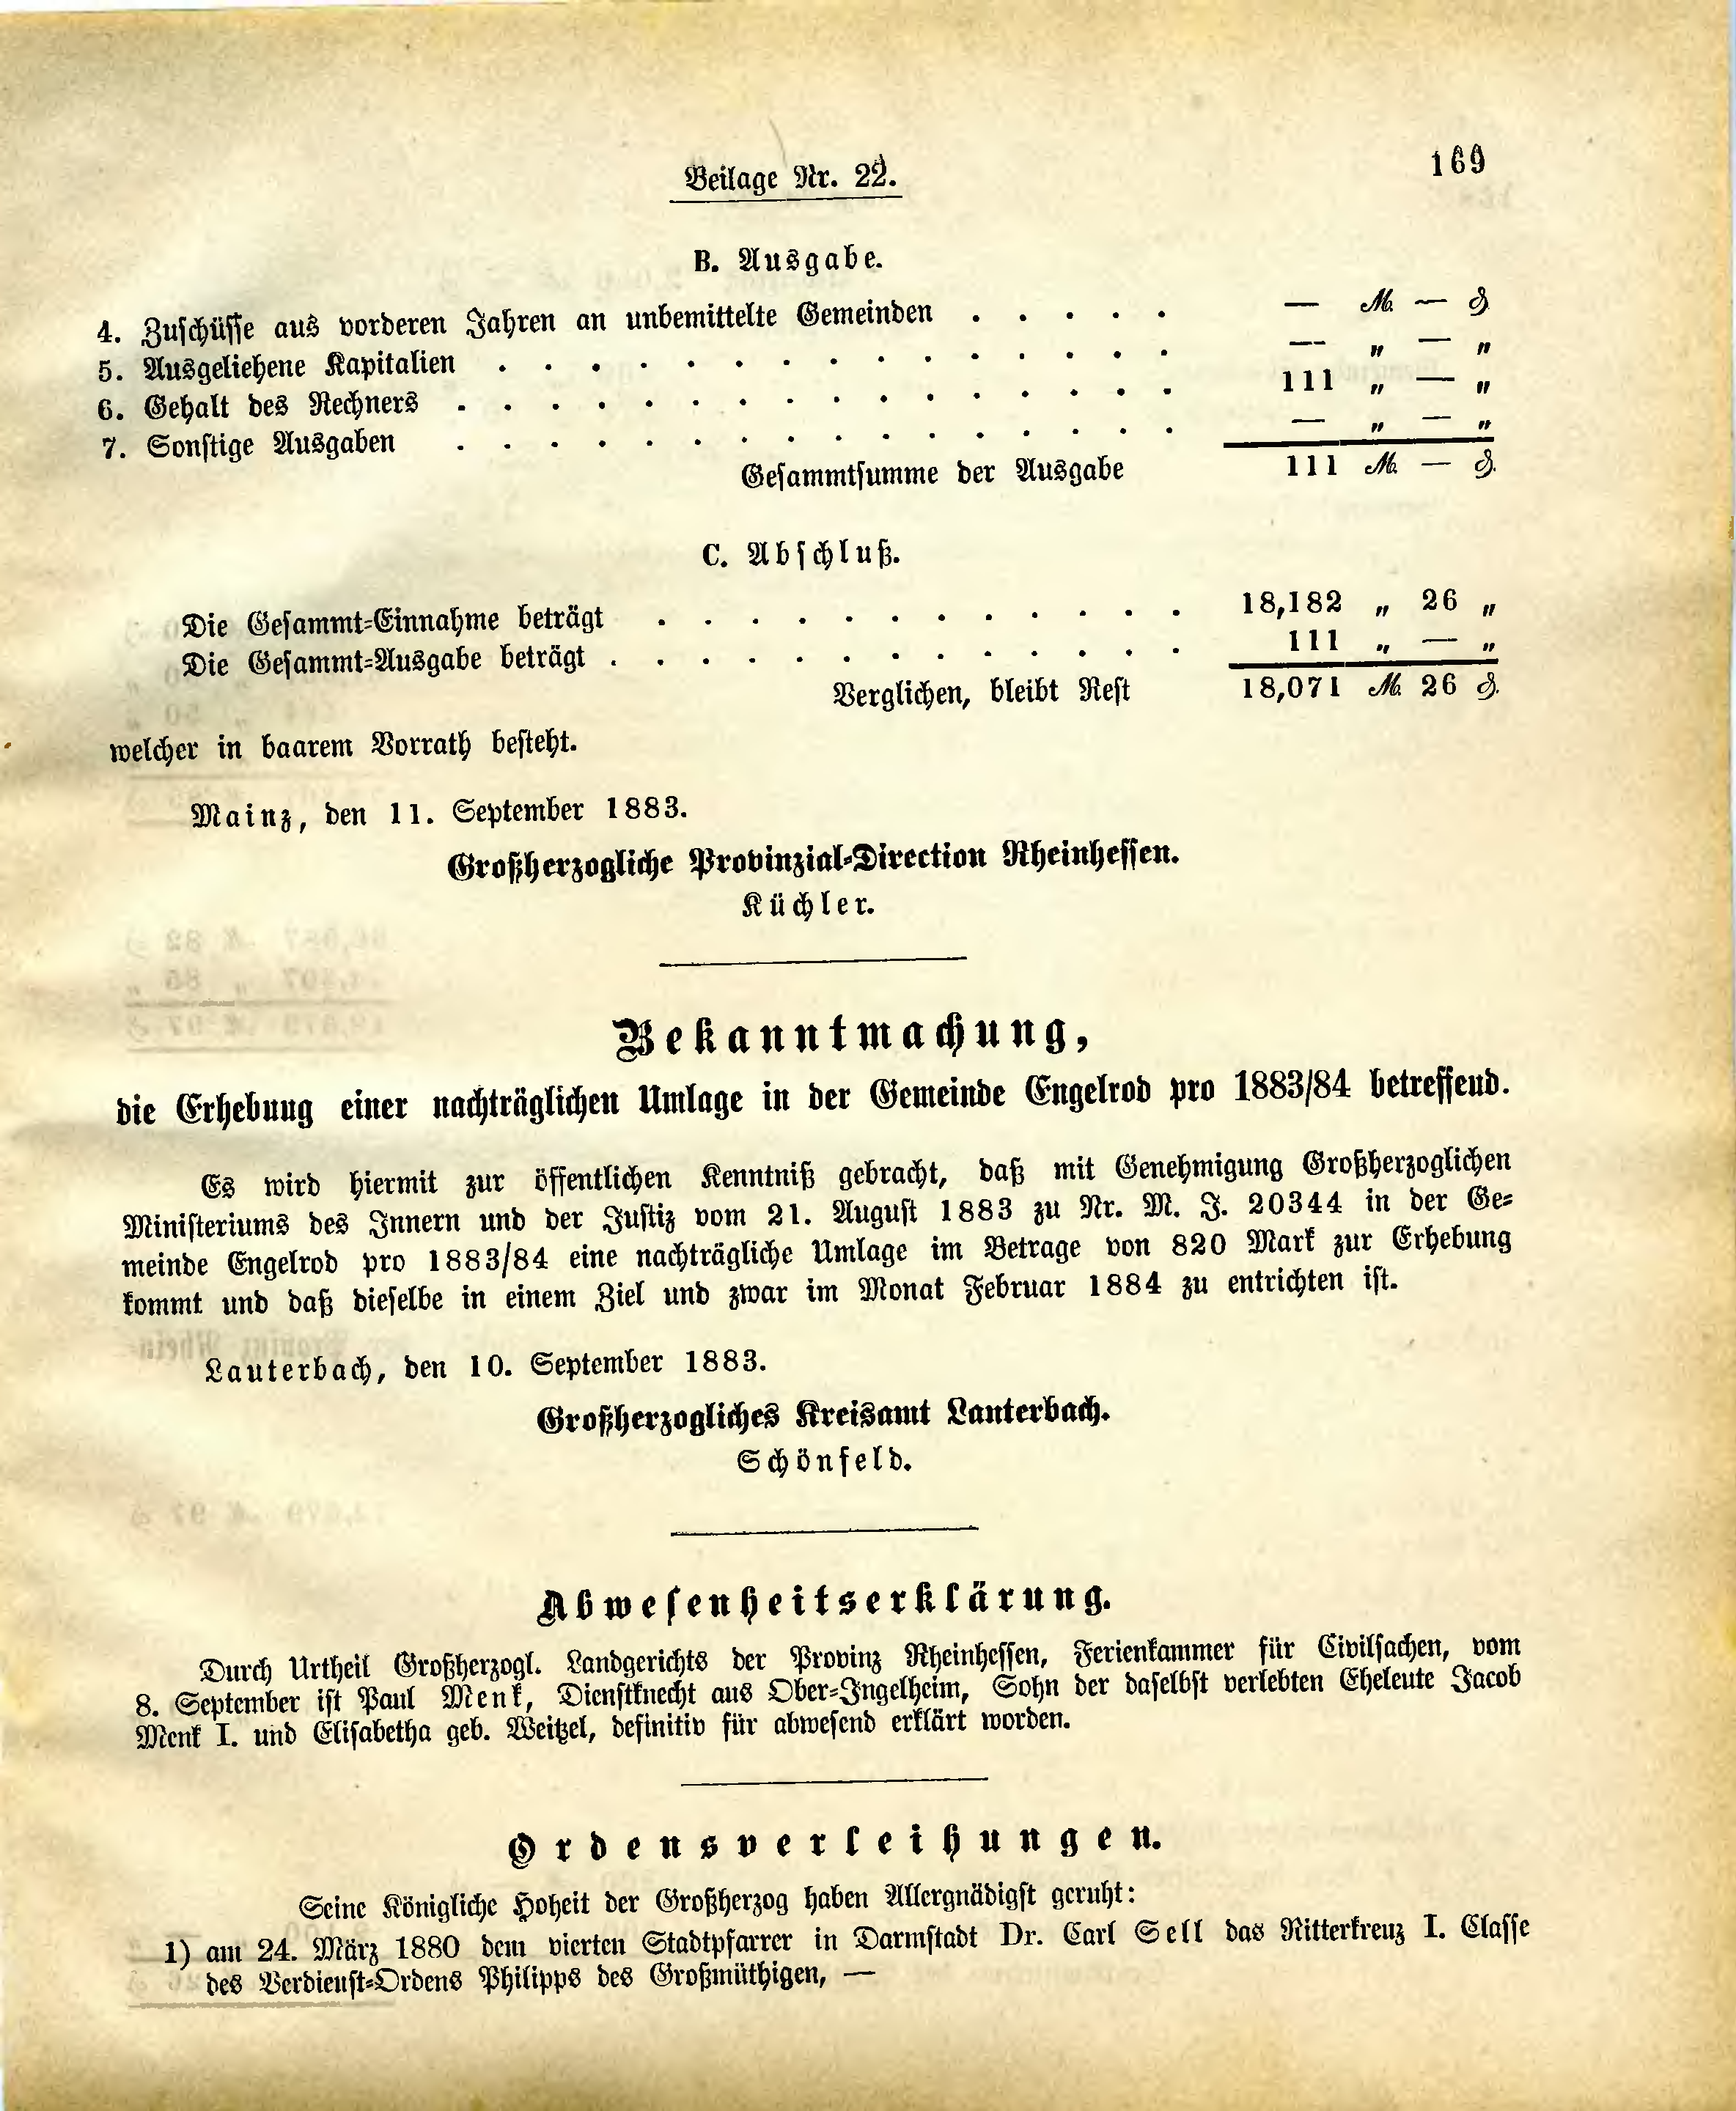 Beilage Nr. 22.
169
B. Ausgabe.
4. Zuschüsse aus vorderen Jahren an unbemittelte Gemeinden . . . . . — ℳ — ₰
5. Ausgeliehene Kapitalien . . . . . . . . . . . . . . . — „ — „
6. Gehalt des Rechners . . . . . . . . . . . . . . . . 111 „ — „
7. Sonstige Ausgaben . . . . . . . . . . . . . . . . — „ — „
Gesammtsumme der Ausgabe 111 ℳ — ₰.
C. Abschluß.
Die Gesammt-Einnahme beträgt . . . . . . . . . . . . 18,182 „ 26 „
Die Gesammt-Ausgabe beträgt . . . . . . . . . . . . . 111 „ — „
Verglichen, bleibt Rest 18,071 ℳ 26 ₰.
welcher in baarem Vorrath besteht.
Mainz, den 11. September 1883.
Großherzogliche Provinzial-Direction Rheinhessen.
Küchler.
Bekanntmachung,
die Erhebung einer nachträglichen Umlage in der Gemeinde Engelrod pro 1883/84 betreffend.
Es wird hiermit zur öffentlichen Kenntniß gebracht, daß mit Genehmigung Großherzoglichen
Ministeriums des Innern und der Justiz vom 21. August 1883 zu Nr. M. J. 20344 in der Ge-
meinde Engelrod pro 1883/84 eine nachträgliche Umlage im Betrage von 820 Mark zur Erhebung
kommt und daß dieselbe in einem Ziel und zwar im Monat Februar 1884 zu entrichten ist.
Lauterbach, den 10. September 1883.
Großherzogliches Kreisamt Lauterbach.
Schönfeld.
Abwesenheitserklärung.
Durch Urtheil Großherzogl. Landgerichts der Provinz Rheinhessen, Ferienkammer für Civilsachen, vom
8. September ist Paul Menk, Dienstknecht aus Ober-Ingelheim, Sohn der daselbst verlebten Eheleute Jacob
Menk I. und Elisabetha geb. Weitzel, definitiv für abwesend erklärt worden.
Ordensverleihungen.
Seine Königliche Hoheit der Großherzog haben Allergnädigst geruht:
1) am 24. März 1880 dem vierten Stadtpfarrer in Darmstadt Dr. Carl Sell das Ritterkreuz I. Classe
des Verdienst-Ordens Philipps des Großmüthigen, —